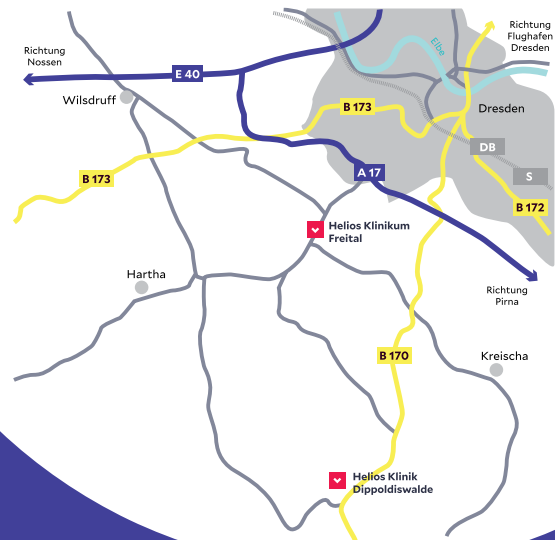 Richtung
Flughafen
Dresden
Richtung
Nossen
Elbe
E 40
Wilsdruff
B 173
Dresden
DB
A 17
S
B 173
B 172
Helios Klinikum
Freital
Hartha
Richtung
Pirna
B 170
Kreischa
Helios Klinik
Dippoldiswalde